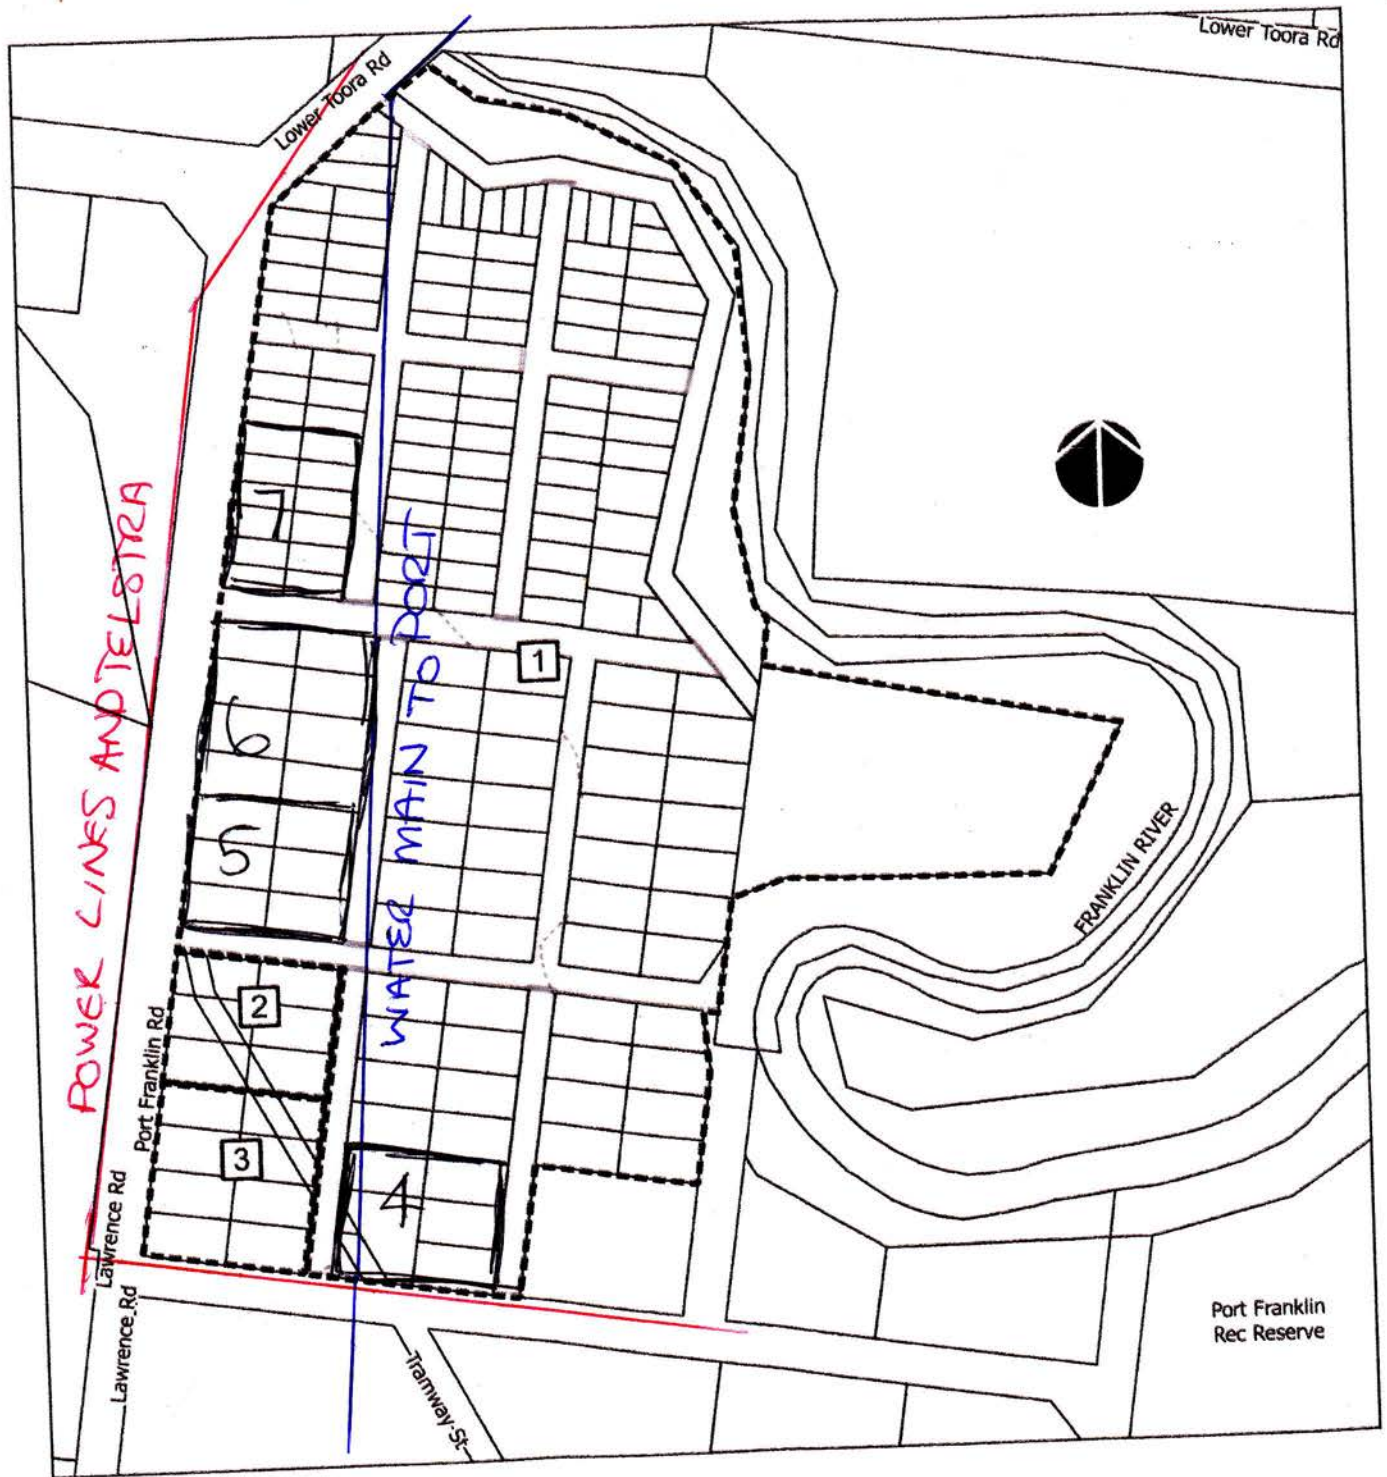 Lower Toora Rd
Lower Toora Rd
7
POWER LINES AND TELSTRA
WATER MAIN TO PORT
1
6
5
FRANKLIN RIVER
2
Port Franklin Rd
3
4
Lawrence Rd
Lawrence Rd
Port Franklin
Rec Reserve
Tramway St